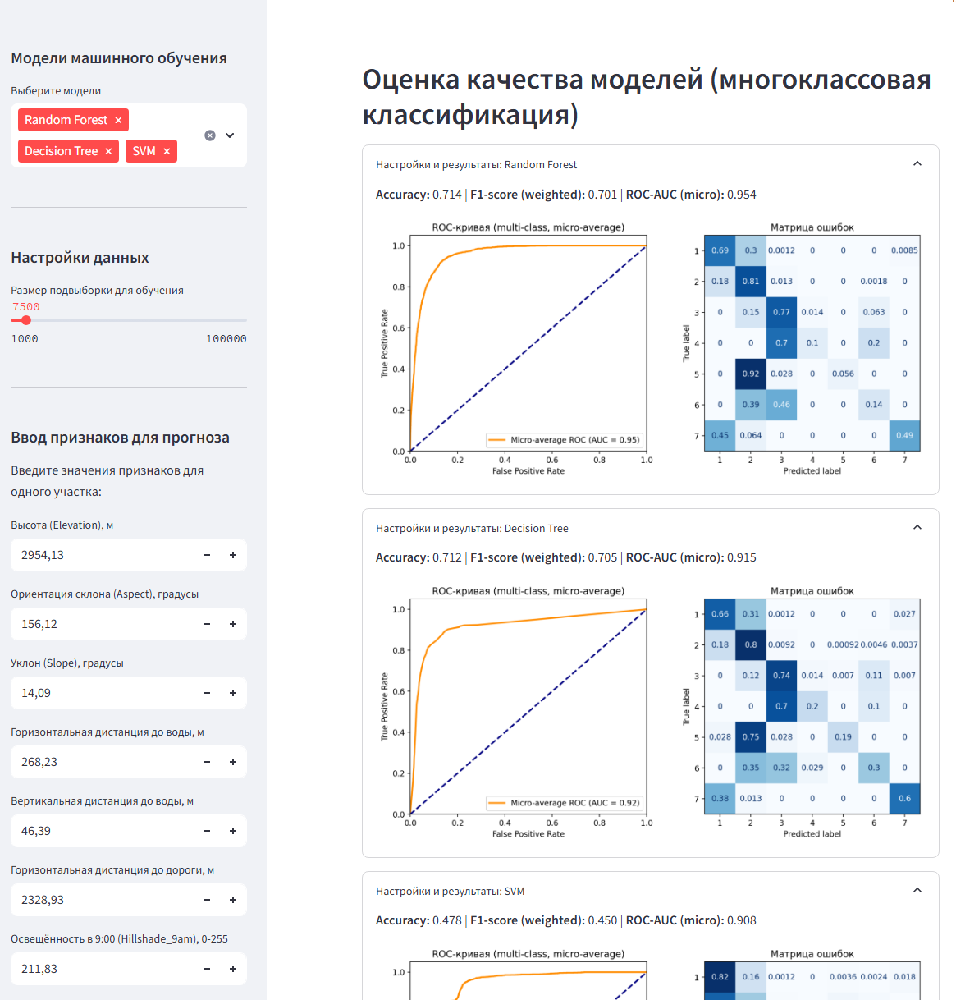 Модели машинного обучения
Выберите модели
Random Forest ×
Decision Tree × SVM ×
Настройки данных
Размер подвыборки для обучения
7500
1000 100000
Ввод признаков для прогноза
Введите значения признаков для
одного участка:
Высота (Elevation), м
2954,13 − +
Ориентация склона (Aspect), градусы
156,12 − +
Уклон (Slope), градусы
14,09 − +
Горизонтальная дистанция до воды, м
268,23 − +
Вертикальная дистанция до воды, м
46,39 − +
Горизонтальная дистанция до дороги, м
2328,93 − +
Освещённость в 9:00 (Hillshade_9am), 0-255
211,83 − +
Оценка качества моделей (многоклассовая
классификация)
Настройки и результаты: Random Forest
Accuracy: 0.714 | F1-score (weighted): 0.701 | ROC-AUC (micro): 0.954
ROC-кривая (multi-class, micro-average)
True Positive Rate
1.0
0.8
0.6
0.4
0.2
0.0
Micro-average ROC (AUC = 0.95)
0.0 0.2 0.4 0.6 0.8 1.0
False Positive Rate
Матрица ошибок
True label
1 0.69 0.3 0.0012 0 0 0 0.0085
2 0.18 0.81 0.013 0 0 0.0018 0
3 0 0.15 0.77 0.014 0 0.063 0
4 0 0 0.7 0.1 0 0.2 0
5 0 0.92 0.028 0 0.056 0 0
6 0 0.39 0.46 0 0 0.14 0
7 0.45 0.064 0 0 0 0 0.49
1 2 3 4 5 6 7
Predicted label
Настройки и результаты: Decision Tree
Accuracy: 0.712 | F1-score (weighted): 0.705 | ROC-AUC (micro): 0.915
ROC-кривая (multi-class, micro-average)
True Positive Rate
1.0
0.8
0.6
0.4
0.2
0.0
Micro-average ROC (AUC = 0.92)
0.0 0.2 0.4 0.6 0.8 1.0
False Positive Rate
Матрица ошибок
True label
1 0.66 0.31 0.0012 0 0 0 0.027
2 0.18 0.8 0.0092 0 0.00092 0.0046 0.0037
3 0 0.12 0.74 0.014 0.007 0.11 0.007
4 0 0 0.7 0.2 0 0.1 0
5 0.028 0.75 0.028 0 0.19 0 0
6 0 0.35 0.32 0.029 0 0.3 0
7 0.38 0.013 0 0 0 0 0.6
1 2 3 4 5 6 7
Predicted label
Настройки и результаты: SVM
Accuracy: 0.478 | F1-score (weighted): 0.450 | ROC-AUC (micro): 0.908
ROC-кривая (multi-class, micro-average)
1.0
Матрица ошибок
1 0.82 0.16 0.0012 0 0.0036 0.0024 0.018